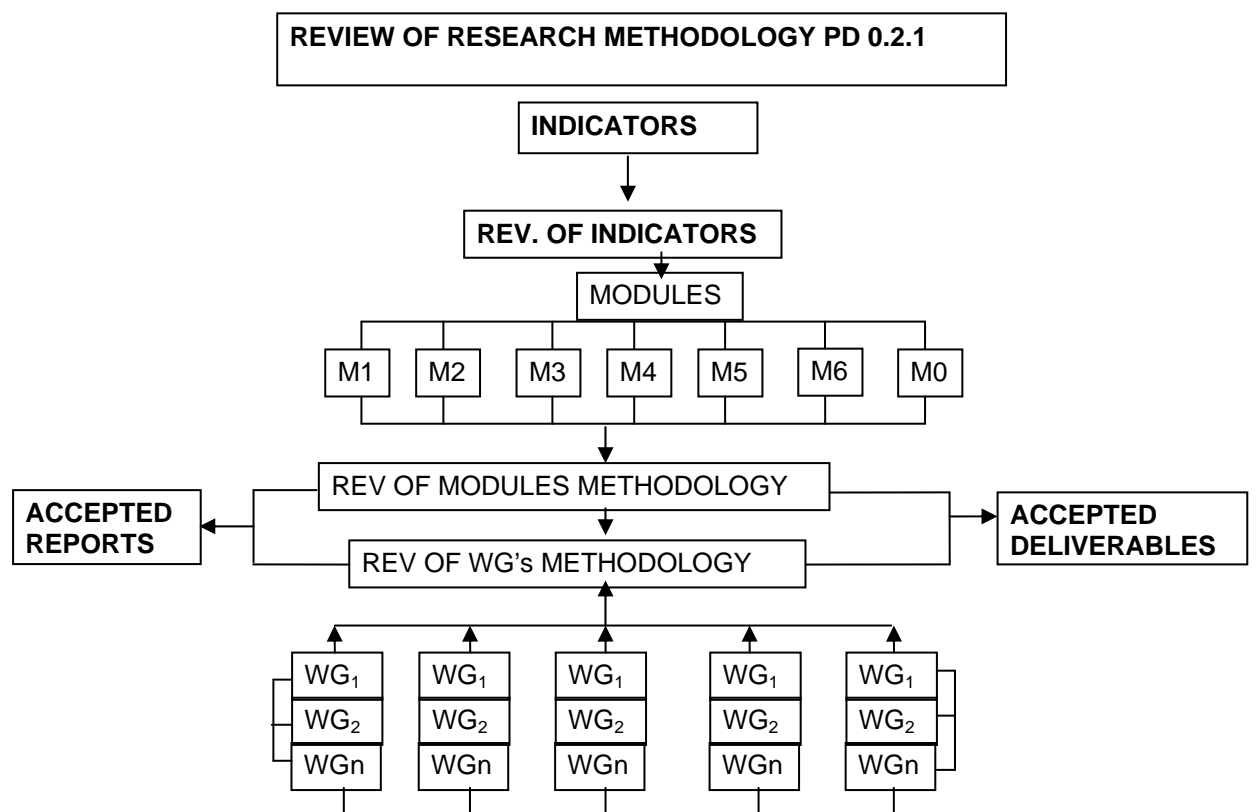 REVIEW OF RESEARCH METHODOLOGY PD 0.2.1
INDICATORS
REV. OF INDICATORS
MODULES
M1 M2 M3 M4 M5 M6 M0
REV OF MODULES METHODOLOGY
ACCEPTED
REPORTS
ACCEPTED
DELIVERABLES
REV OF WG's METHODOLOGY
WG₁ WG₁ WG₁ WG₁ WG₁
WG₂ WG₂ WG₂ WG₂ WG₂
WGn WGn WGn WGn WGn